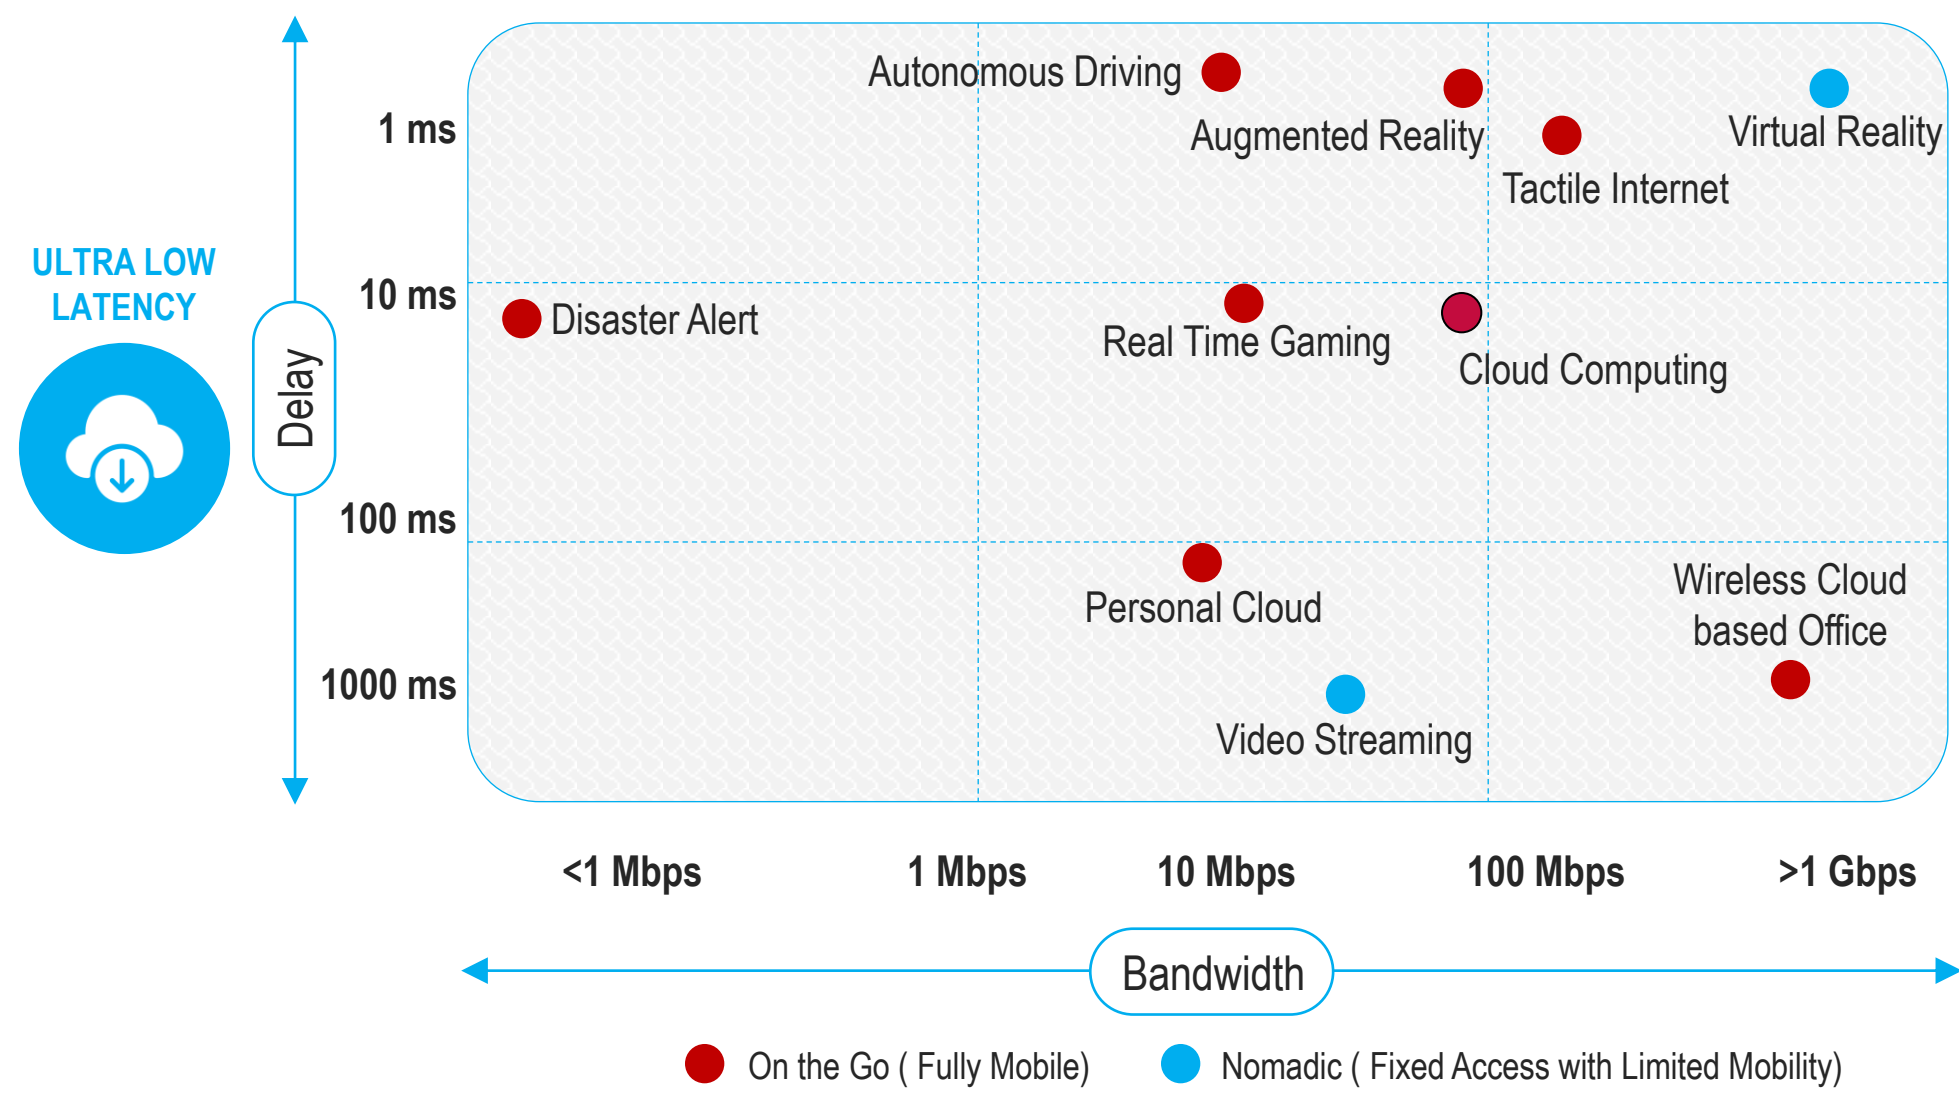 ULTRA LOW
LATENCY
Delay
1 ms
10 ms
100 ms
1000 ms
Autonomous Driving
Augmented Reality
Tactile Internet
Virtual Reality
Disaster Alert
Real Time Gaming
Cloud Computing
Personal Cloud
Wireless Cloud
based Office
Video Streaming
<1 Mbps
1 Mbps
10 Mbps
100 Mbps
>1 Gbps
Bandwidth
On the Go ( Fully Mobile)
Nomadic ( Fixed Access with Limited Mobility)